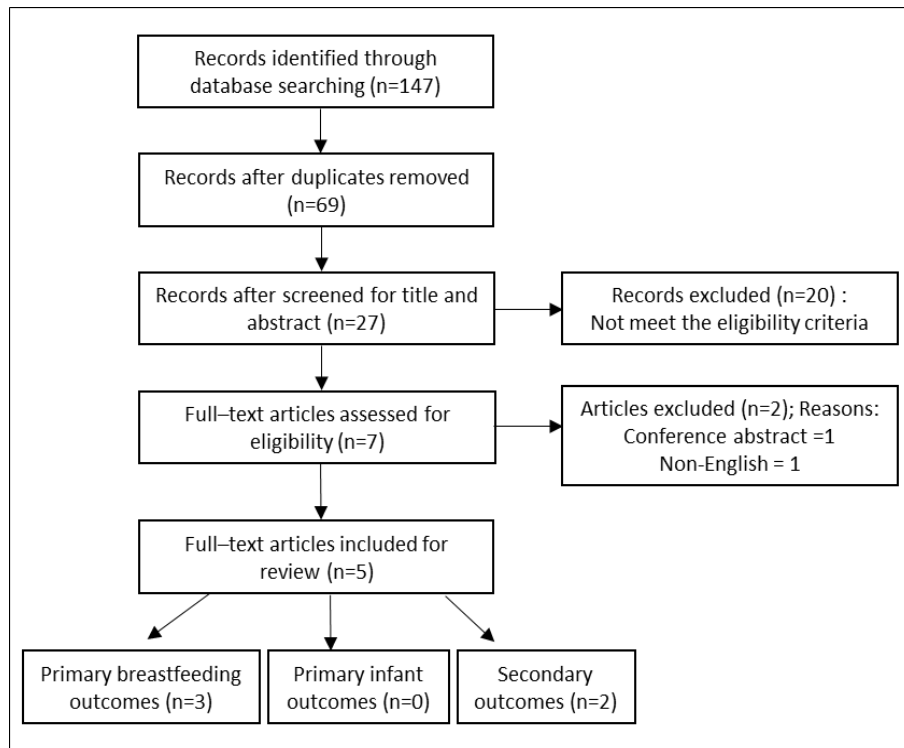 Records identified through
database searching (n=147)
Records after duplicates removed
(n=69)
Records after screened for title and
abstract (n=27)
Records excluded (n=20) :
Not meet the eligibility criteria
Full–text articles assessed for
eligibility (n=7)
Articles excluded (n=2); Reasons:
Conference abstract =1
Non-English = 1
Full–text articles included for
review (n=5)
Primary breastfeeding
outcomes (n=3)
Primary infant
outcomes (n=0)
Secondary
outcomes (n=2)